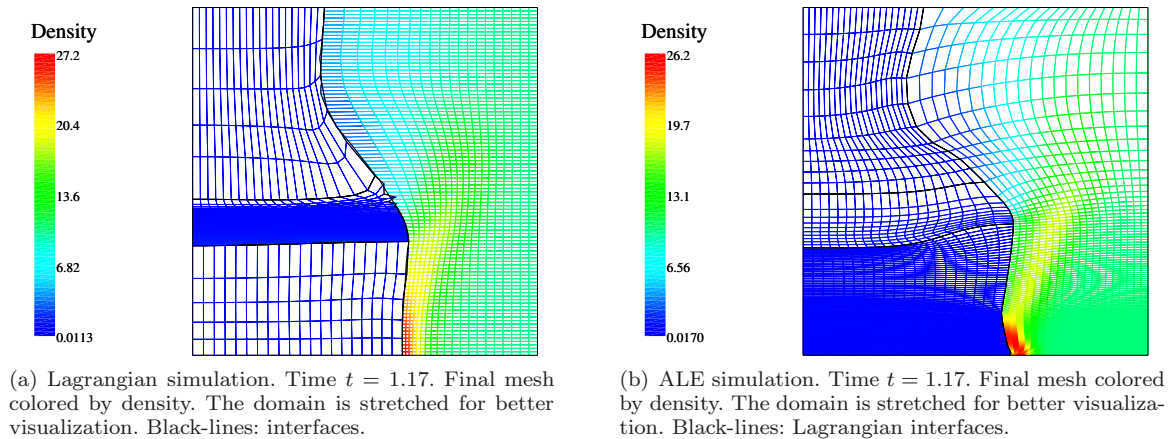 Density
27.2
20.4
13.6
6.82
0.0113
(a) Lagrangian simulation. Time t = 1.17. Final mesh
colored by density. The domain is stretched for better
visualization. Black-lines: interfaces.
Density
26.2
19.7
13.1
6.56
0.0170
(b) ALE simulation. Time t = 1.17. Final mesh colored
by density. The domain is stretched for better visualiza-
tion. Black-lines: Lagrangian interfaces.